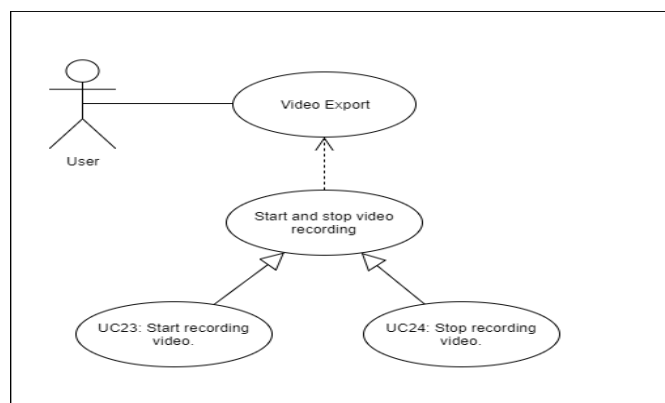 Video Export
User
Start and stop video
recording
UC23: Start recording
video.
UC24: Stop recording
video.